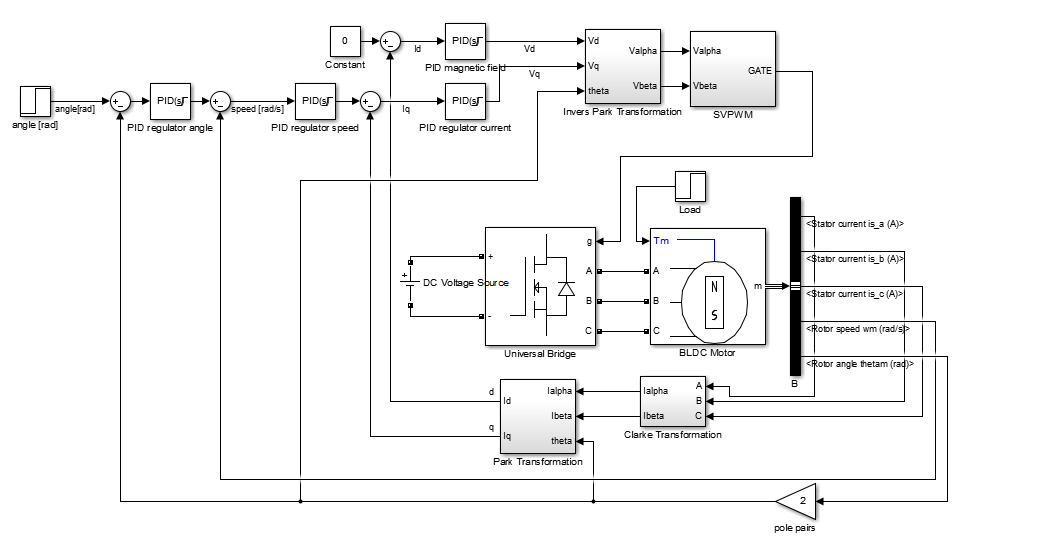 0
Constant
Id
PID(s)
PID magnetic field
Vd
Vq
Vd
Vq
theta
Valpha
Vbeta
Invers Park Transformation
Valpha
Vbeta
GATE
SVPWM
angle[rad]
angle [rad]
PID(s)
PID regulator angle
speed [rad/s]
PID(s)
PID regulator speed
Iq
PID(s)
PID regulator current
Load
DC Voltage Source
+
-
g
A
B
C
Universal Bridge
Tm
A
B
C
N
S
m
BLDC Motor
B
<Stator current is_a (A)>
<Stator current is_b (A)>
<Stator current is_c (A)>
<Rotor speed wm (rad/s)>
<Rotor angle thetam (rad)>
d
q
Id
Iq
Ialpha
Ibeta
theta
Park Transformation
Ialpha
Ibeta
A
B
C
Clarke Transformation
2
pole pairs